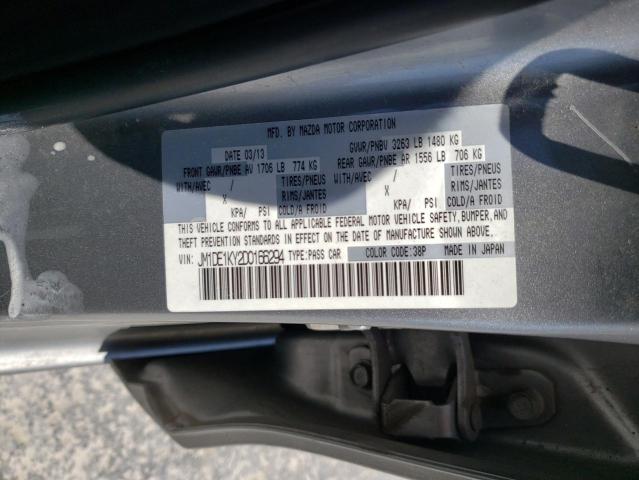 MFD. BY MAZDA MOTOR CORPORATION
DATE 03/13 GVWR/PNBV 3263 LB 1480 KG
FRONT GAWR/PNBE AV 1706 LB 774 KG REAR GAWR/PNBE AR 1556 LB 706 KG
WITH/AVEC / TIRES/PNEUS WITH/AVEC / TIRES/PNEUS
X RIMS/JANTES X RIMS/JANTES
KPA/ PSI COLD/A FROID KPA/ PSI COLD/A FROID
THIS VEHICLE CONFORMS TO ALL APPLICABLE FEDERAL MOTOR VEHICLE SAFETY, BUMPER, AND
THEFT PREVENTION STANDARDS IN EFFECT ON THE DATE OF MANUFACTURE SHOWN ABOVE.
VIN: JM1DE1KY2D0166294 TYPE:PASS CAR COLOR CODE:38P MADE IN JAPAN